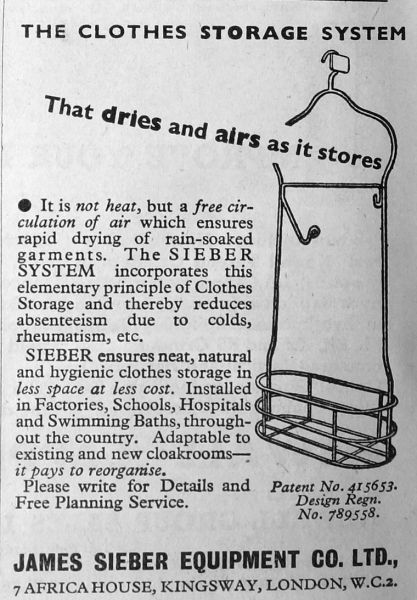 THE CLOTHES STORAGE SYSTEM
That dries and airs as it stores
● It is not heat, but a free cir-
culation of air which ensures
rapid drying of rain-soaked
garments. The SIEBER
SYSTEM incorporates this
elementary principle of Clothes
Storage and thereby reduces
absenteeism due to colds,
rheumatism, etc.
SIEBER ensures neat, natural
and hygienic clothes storage in
less space at less cost. Installed
in Factories, Schools, Hospitals
and Swimming Baths, through-
out the country. Adaptable to
existing and new cloakrooms—
it pays to reorganise.
Please write for Details and
Free Planning Service.
Patent No. 415653.
Design Regn.
No. 789558.
JAMES SIEBER EQUIPMENT CO. LTD.,
7 AFRICA HOUSE, KINGSWAY, LONDON, W.C.2.